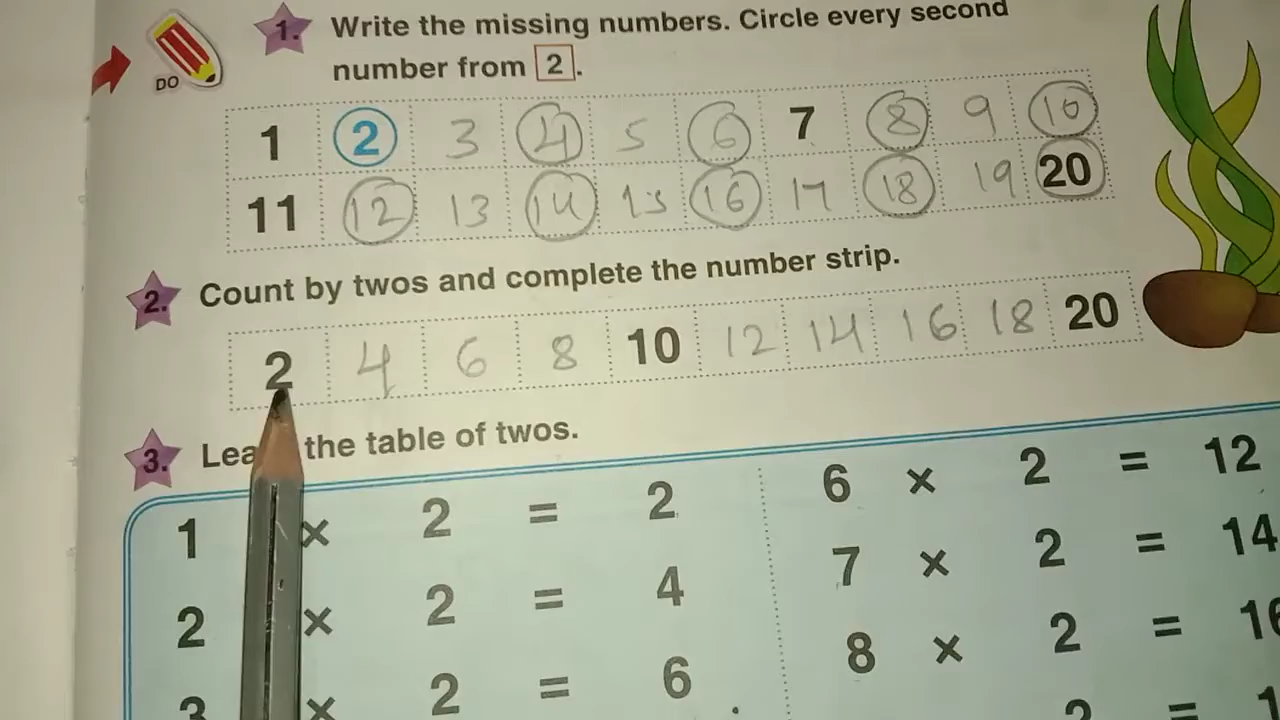 DO
1. Write the missing numbers. Circle every second
number from 2.
1 2 3 4 5 6 7 8 9 10
11 12 13 14 15 16 17 18 19 20
2. Count by twos and complete the number strip.
2 4 6 8 10 12 14 16 18 20
3. the table of twos.
1 × 2 = 2
2 × 2 = 4
3 × 2 = 6
6 × 2 = 12
7 × 2 = 14
8 × 2 = 16
2 =